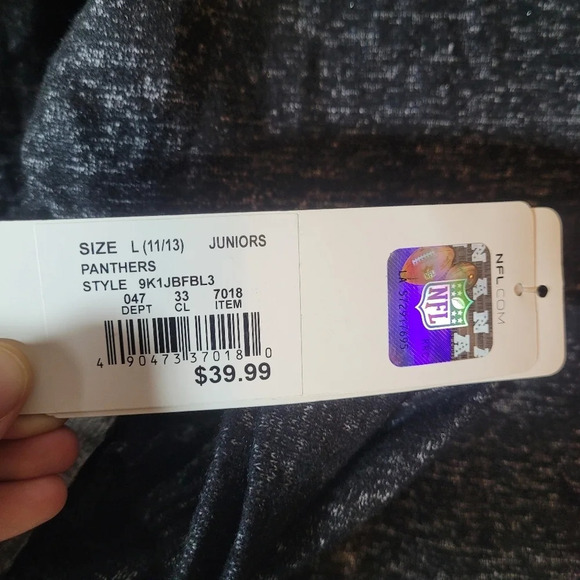 SIZE L (11/13) JUNIORS
PANTHERS
STYLE 9K1JBFBL3
047 33 7018
DEPT CL ITEM
4 90473 37018 0
$39.99
NFL
NFL.COM